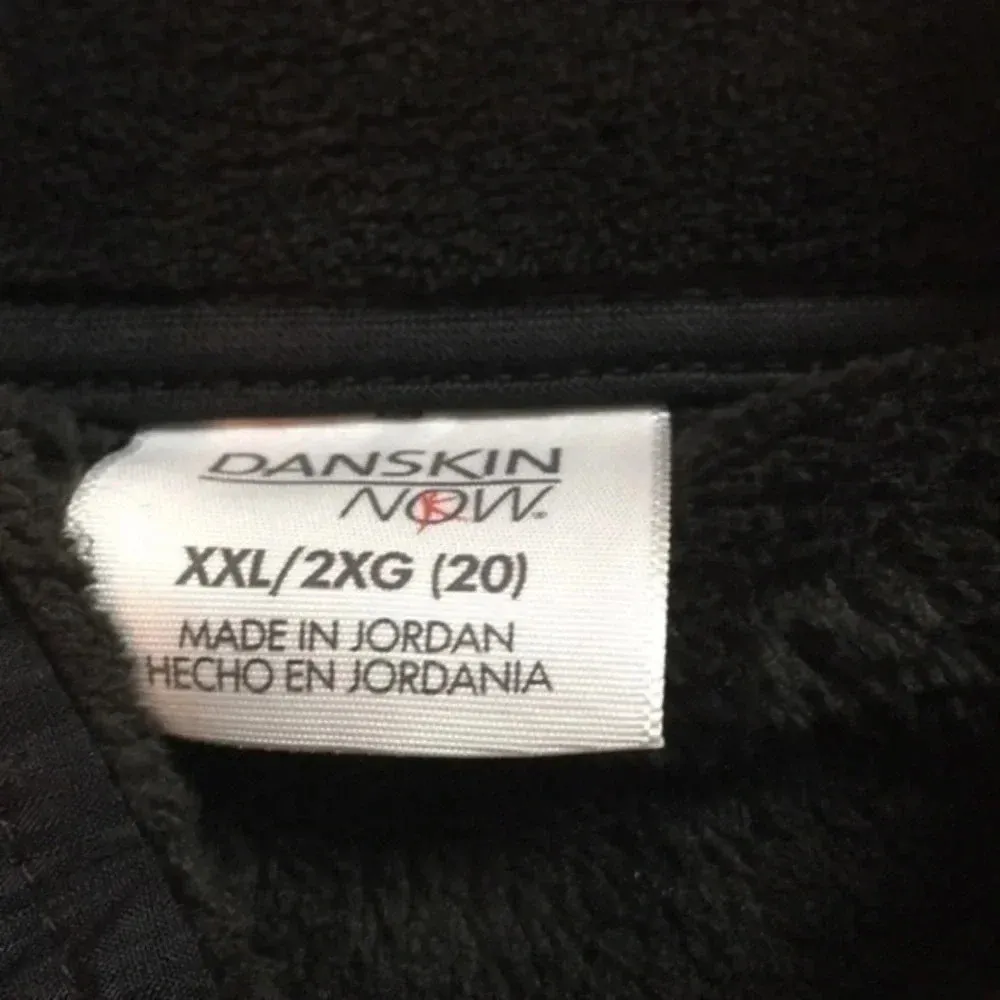 DANSKIN
NOW.
XXL/2XG (20)
MADE IN JORDAN
HECHO EN JORDANIA